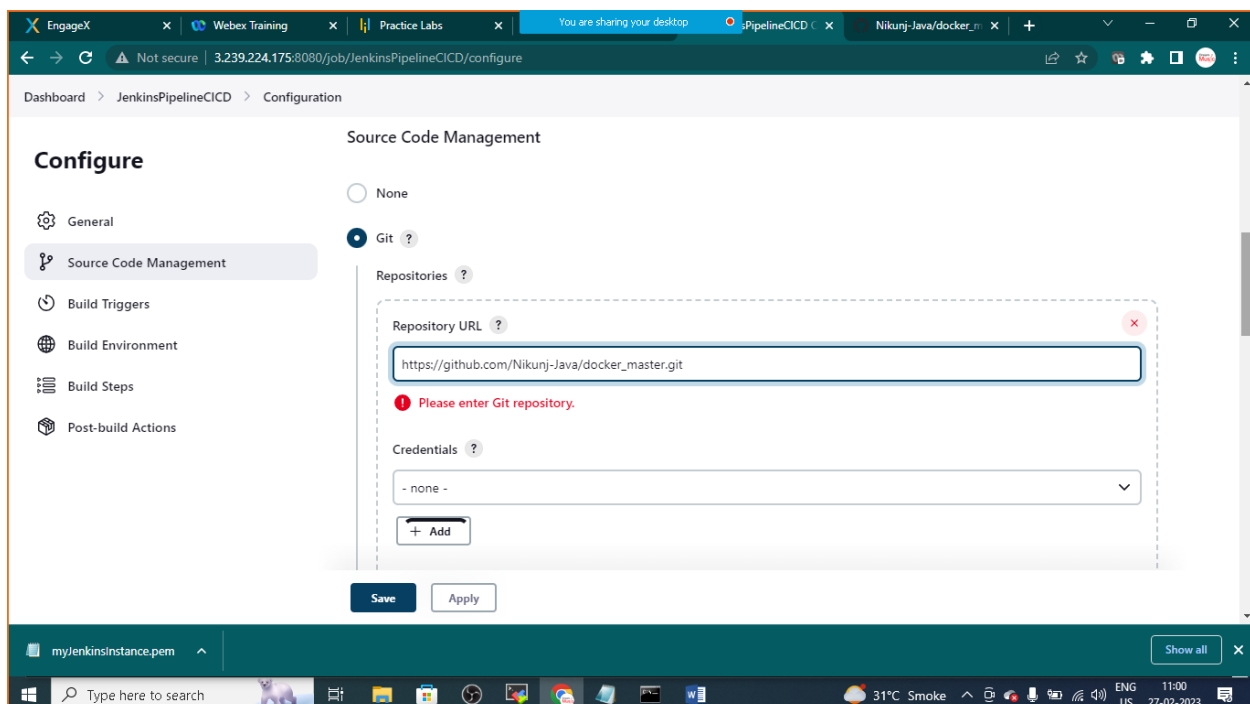 EngageX
Webex Training
Practice Labs
You are sharing your desktop
sPipelineCICD C
Nikunj-Java/docker_m
Not secure | 3.239.224.175:8080/job/JenkinsPipelineCICD/configure
Dashboard > JenkinsPipelineCICD > Configuration
Configure
General
Source Code Management
Build Triggers
Build Environment
Build Steps
Post-build Actions
Source Code Management
None
Git ?
Repositories ?
Repository URL ?
https://github.com/Nikunj-Java/docker_master.git
Please enter Git repository.
Credentials ?
- none -
+ Add
Save
Apply
myJenkinsInstance.pem
Show all
Type here to search
31°C Smoke
ENG
US
11:00
27-02-2023